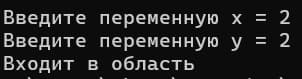 Введите переменную x = 2
Введите переменную y = 2
Входит в область